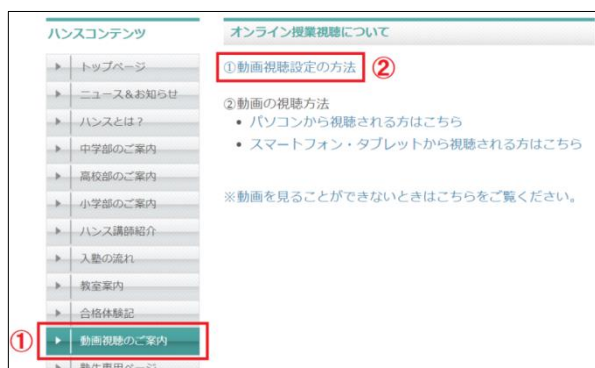 ハンスコンテンツ
トップページ
ニュース&お知らせ
ハンスとは？
中学部のご案内
高校部のご案内
小学部のご案内
ハンス講師紹介
入塾の流れ
教室案内
合格体験記
① 動画視聴のご案内
塾生専用ページ
オンライン授業視聴について
①動画視聴設定の方法 ②
②動画の視聴方法
• パソコンから視聴される方はこちら
• スマートフォン・タブレットから視聴される方はこちら
※動画を見ることができないときはこちらをご覧ください。